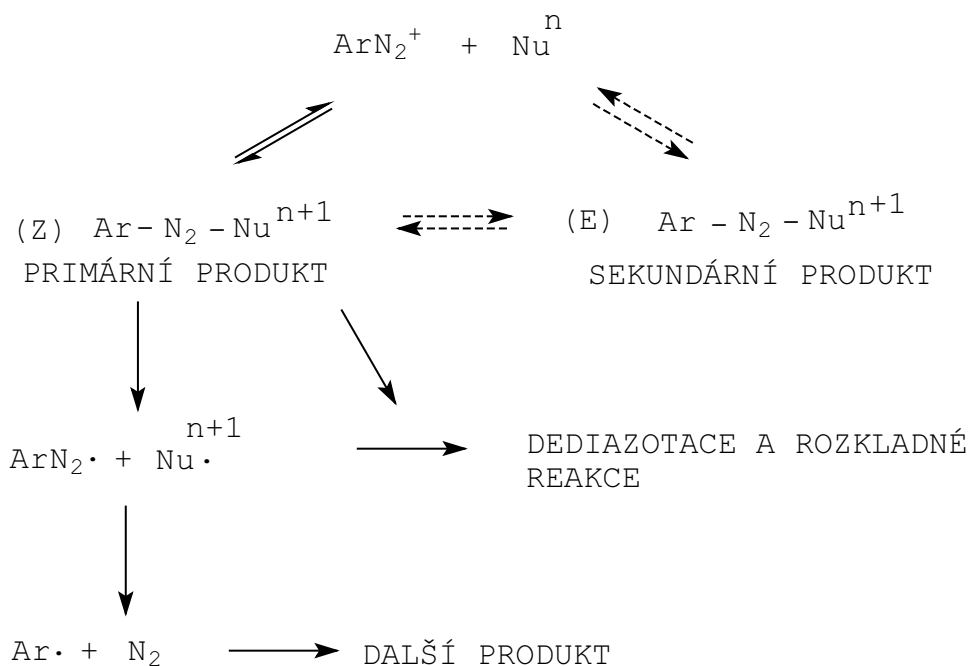 ArN₂⁺ + Nuⁿ
(Z) Ar – N₂ – Nuⁿ⁺¹
(E) Ar – N₂ – Nuⁿ⁺¹
PRIMÁRNÍ PRODUKT
SEKUNDÁRNÍ PRODUKT
ArN₂· + Nu·ⁿ⁺¹
DEDIAZOTACE A ROZKLADNÉ
REAKCE
Ar· + N₂
DALŠÍ PRODUKT